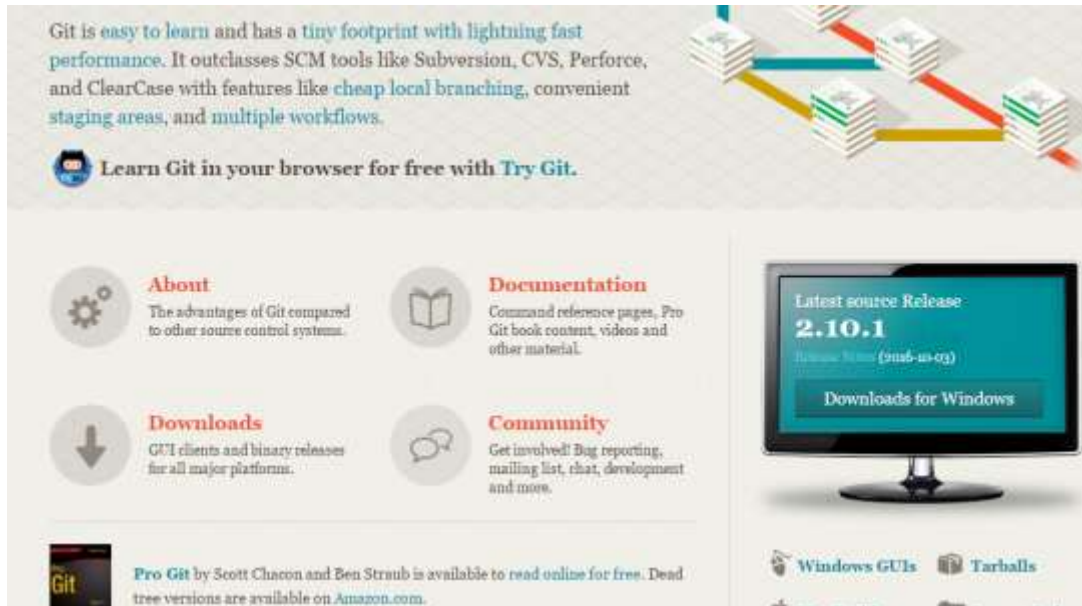 Git is easy to learn and has a tiny footprint with lightning fast
performance. It outclasses SCM tools like Subversion, CVS, Perforce,
and ClearCase with features like cheap local branching, convenient
staging areas, and multiple workflows.
Learn Git in your browser for free with Try Git.
About
The advantages of Git compared
to other source control systems.
Documentation
Command reference pages, Pro
Git book content, videos and
other material.
Downloads
GUI clients and binary releases
for all major platforms.
Community
Get involved! Bug reporting,
mailing list, chat, development
and more.
Latest source Release
2.10.1
Release Notes (2016-10-03)
Downloads for Windows
Git
Pro Git by Scott Chacon and Ben Straub is available to read online for free. Dead
tree versions are available on Amazon.com.
Windows GUIs
Tarballs